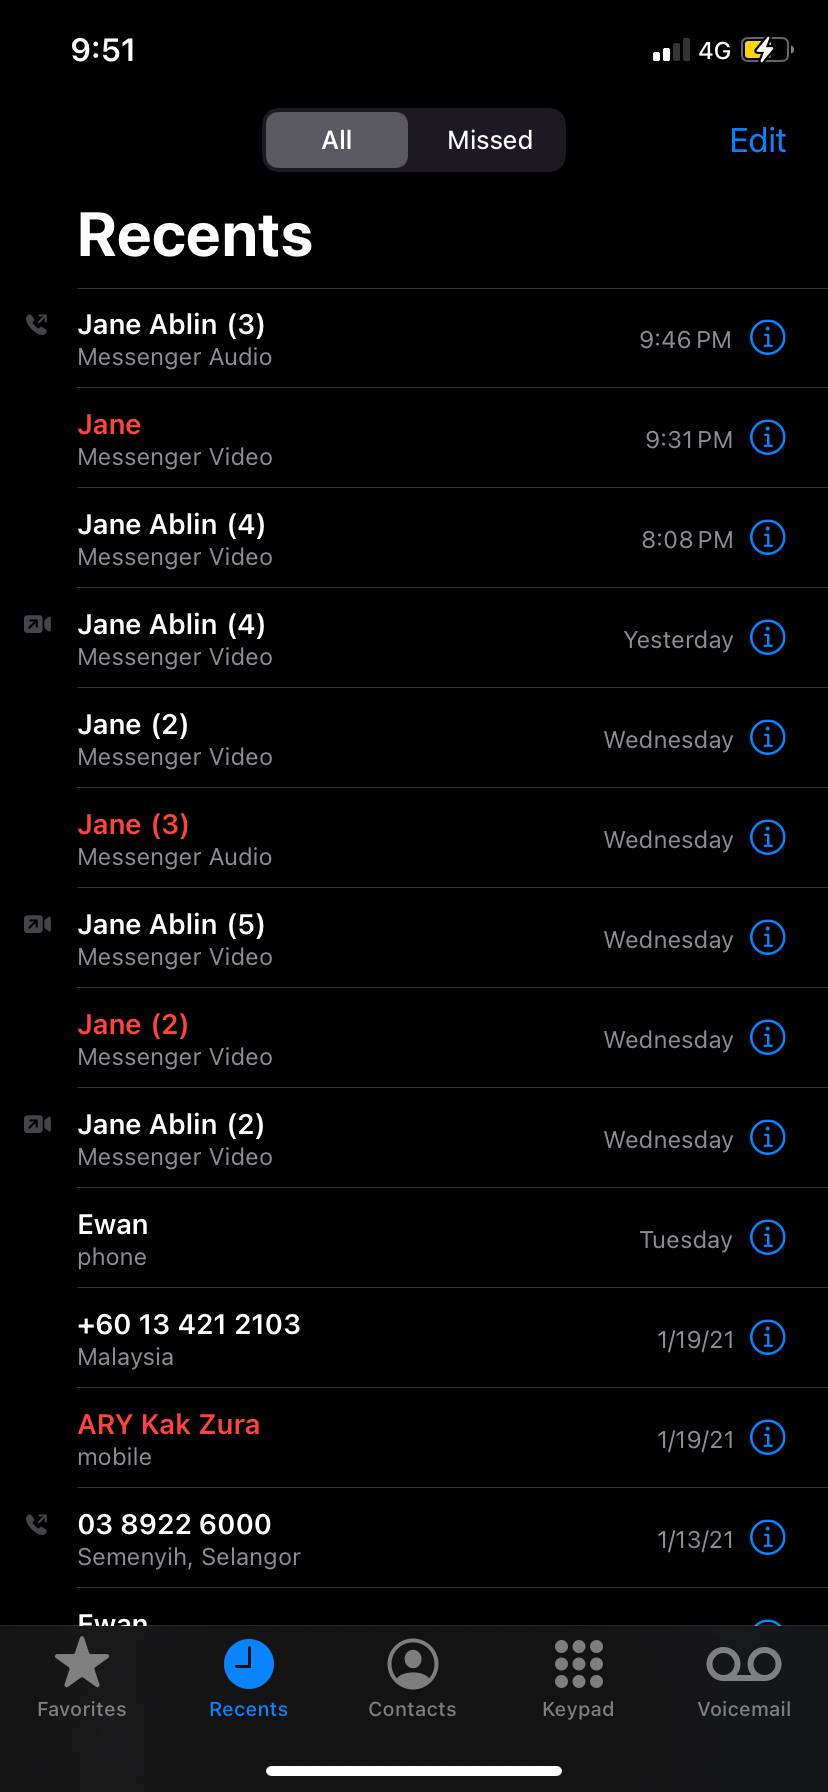 9:51
4G
All
Missed
Edit
Recents
Jane Ablin (3)
Messenger Audio
9:46 PM
Jane
Messenger Video
9:31 PM
Jane Ablin (4)
Messenger Video
8:08 PM
Jane Ablin (4)
Messenger Video
Yesterday
Jane (2)
Messenger Video
Wednesday
Jane (3)
Messenger Audio
Wednesday
Jane Ablin (5)
Messenger Video
Wednesday
Jane (2)
Messenger Video
Wednesday
Jane Ablin (2)
Messenger Video
Wednesday
Ewan
phone
Tuesday
+60 13 421 2103
Malaysia
1/19/21
ARY Kak Zura
mobile
1/19/21
03 8922 6000
Semenyih, Selangor
1/13/21
Ewan
Favorites
Recents
Contacts
Keypad
Voicemail